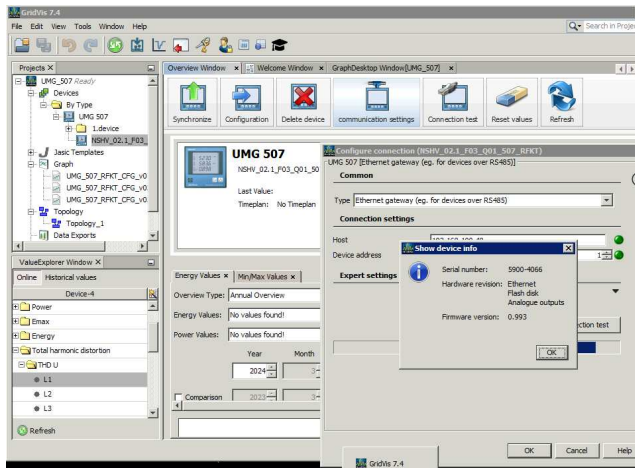 GridVis 7.4
File Edit View Tools Window Help
Search in Projec
Projects X
UMG_507 Ready
Devices
By Type
UMG 507
1.device
NSHV_02.1_F03_
Jasic Templates
Graph
UMG_507_RFKT_CFG_v0
UMG_507_RFKT_CFG_v0.
UMG_507_RFKT_CFG_v0.
Topology
Topology_1
Data Exports
ValueExplorer Window X
Online Historical values
Device-4
Power
Emax
Energy
Total harmonic distortion
THD U
L1
L2
L3
Refresh
Overview Window x Welcome Window x GraphDesktop Window[UMG_507] x
Synchronize Configuration Delete device communication settings Connection test Reset values Refresh
UMG 507
NSHV_02.1_F03_Q01_50
Last Value:
Timeplan: No Timeplan
Energy Values x Min/Max Values x
Overview Type: Annual Overview
Energy Values: No values found!
Power Values: No values found!
Year Month
2024 3
Comparison 2023 3
Configure connection (NSHV_02.1_F03_Q01_507_RFKT)
UMG 507 [Ethernet gateway (eg. for devices over RS485)]
Common
Type Ethernet gateway (eg. for devices over RS485)
Connection settings
Host
Device address 1
Expert settings
ction test
Show device info X
Serial number: 5900-4066
Hardware revision: Ethernet
Flash disk
Analogue outputs
Firmware version: 0.993
OK
OK Cancel Help
GridVis 7.4